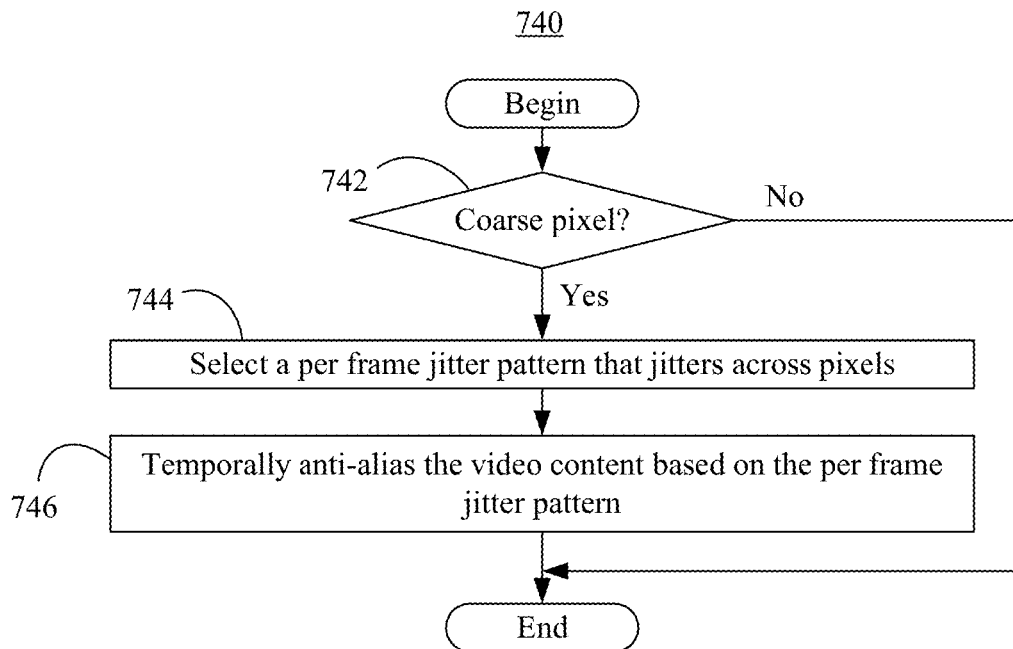 740
Begin
742
Coarse pixel?
No
Yes
744
Select a per frame jitter pattern that jitters across pixels
Temporally anti-alias the video content based on the per frame
jitter pattern
746
End